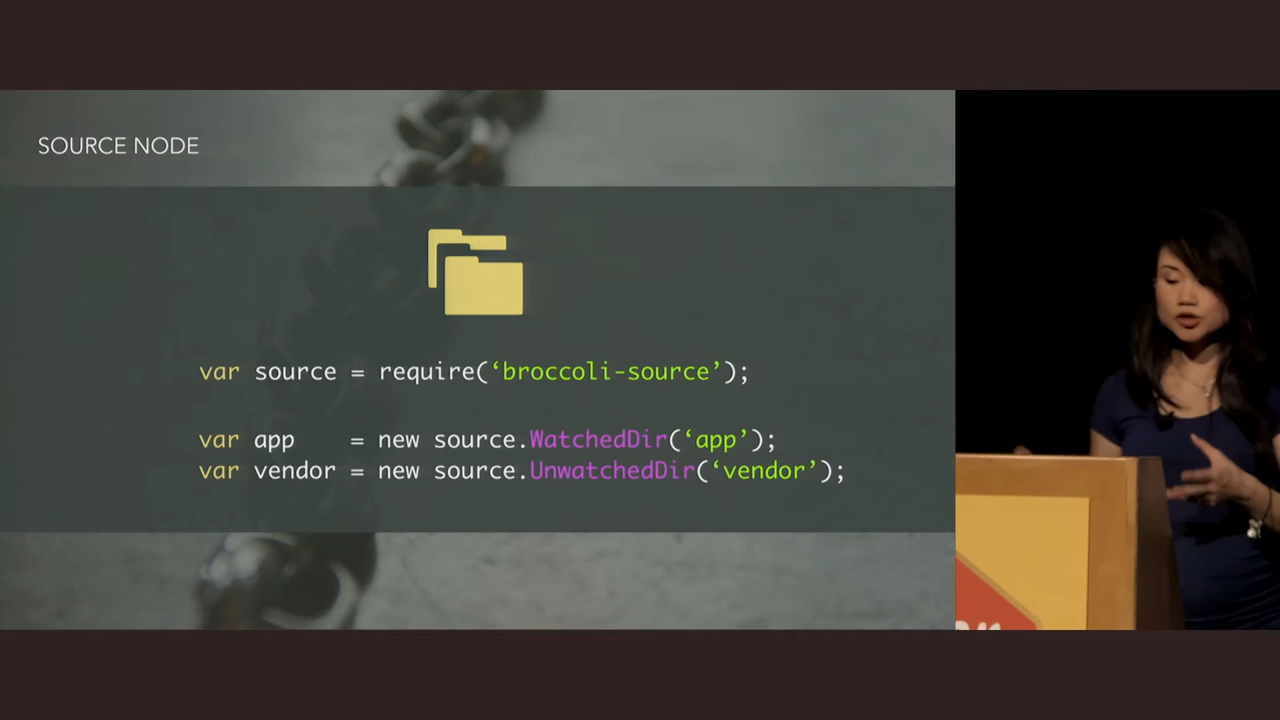 SOURCE NODE
var source = require(‘broccoli-source’);
var app    = new source.WatchedDir(‘app’);
var vendor = new source.UnwatchedDir(‘vendor’);